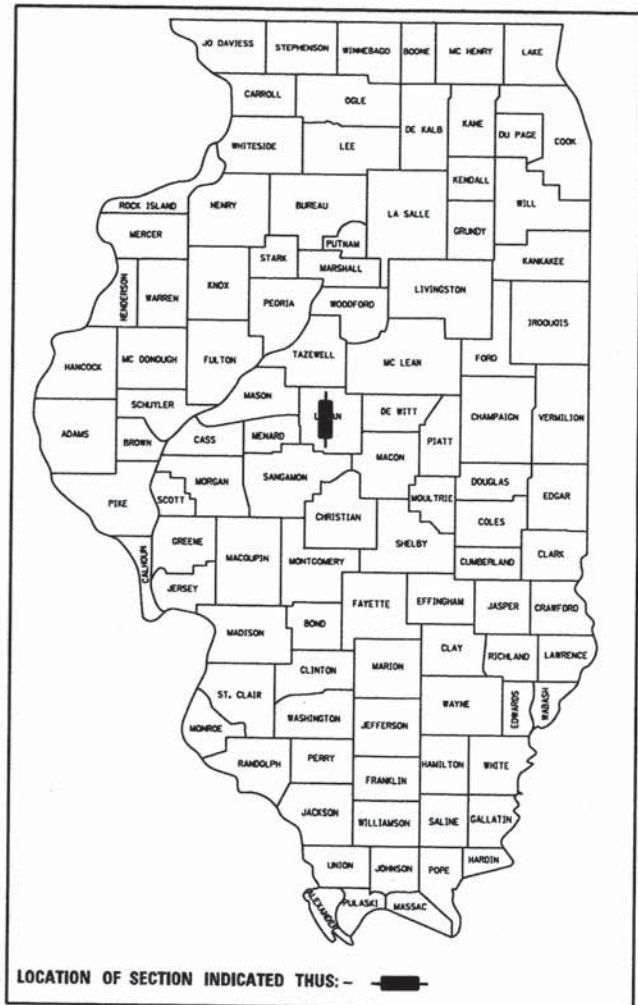 JO DAVIESS STEPHENSON WINNEBAGO BOONE MC HENRY LAKE
CARROLL OGLE KANE
DE KALB DU PAGE COOK
WHITESIDE LEE
KENDALL
ROCK ISLAND HENRY BUREAU LA SALLE WILL
MERCER PUTNAM GRUNDY
STARK
MARSHALL KANKAKEE
HENDERSON WARREN KNOX PEORIA WOODFORD LIVINGSTON
IROQUOIS
TAZEWELL
HANCOCK MC DONOUGH FULTON MC LEAN FORD
MASON
SCHUYLER DE WITT CHAMPAIGN VERMILION
ADAMS BROWN CASS MENARD PIATT
MACON
MORGAN SANGAMON DOUGLAS
PIKE SCOTT MOULTRIE EDGAR
CHRISTIAN COLES
GREENE SHELBY
CALHOUN MACOUPIN MONTGOMERY CUMBERLAND CLARK
JERSEY
FAYETTE EFFINGHAM JASPER CRAWFORD
MADISON BOND
CLAY RICHLAND LAWRENCE
CLINTON MARION
ST. CLAIR WAYNE EDWARDS WABASH
MONROE WASHINGTON JEFFERSON
RANDOLPH PERRY HAMILTON WHITE
FRANKLIN
JACKSON WILLIAMSON SALINE GALLATIN
UNION JOHNSON POPE HARDIN
ALEXANDER PULASKI MASSAC
LOCATION OF SECTION INDICATED THUS: -